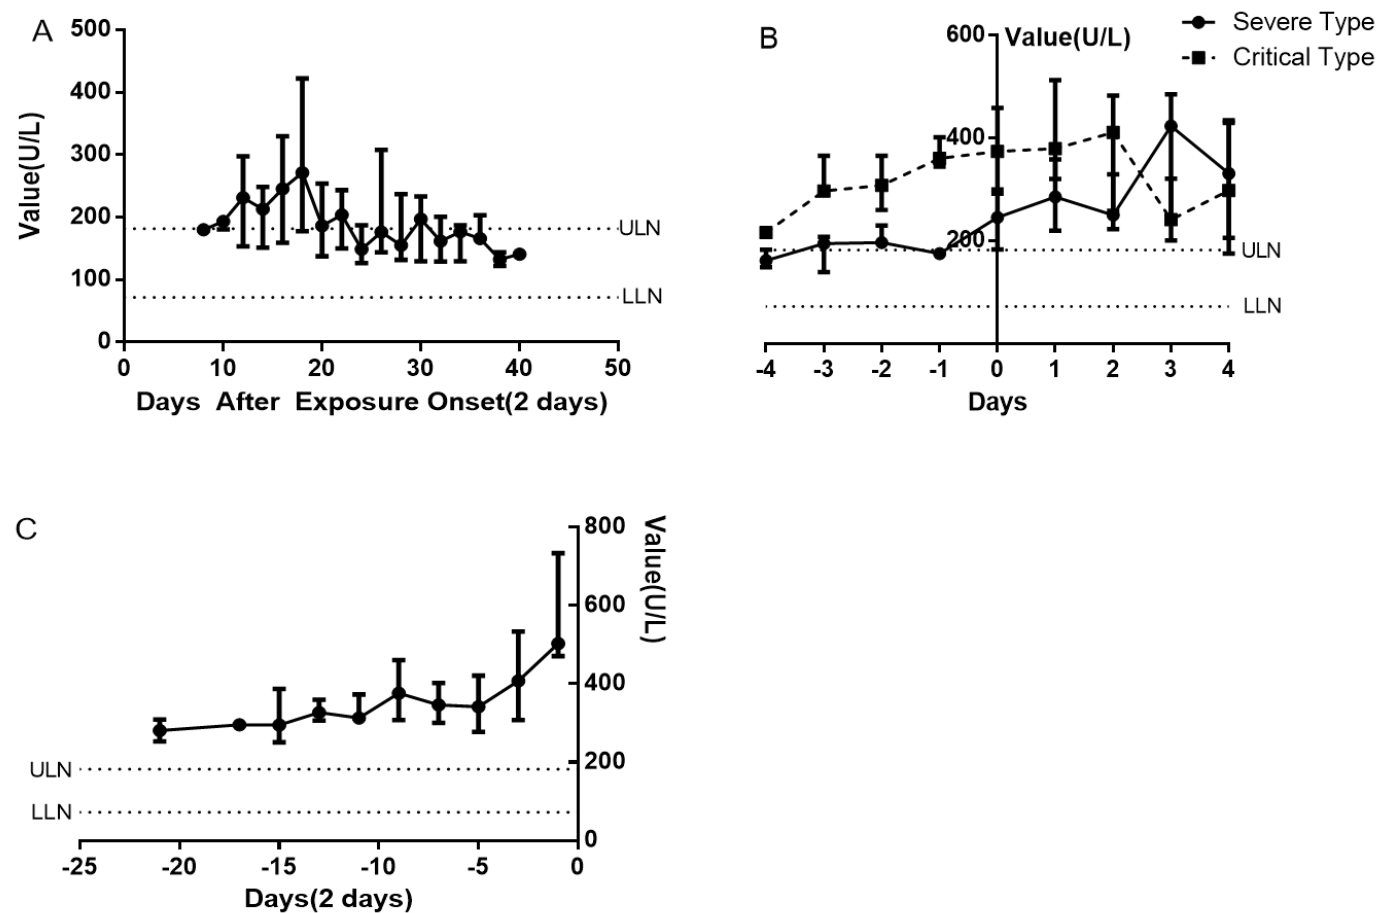 A
500
400
300
200
100
0
Value(U/L)
ULN
LLN
0 10 20 30 40 50
Days After Exposure Onset(2 days)
B
600
400
200
Value(U/L)
Severe Type
Critical Type
ULN
LLN
-4 -3 -2 -1 0 1 2 3 4
Days
C
800
600
400
200
0
Value(U/L)
ULN
LLN
-25 -20 -15 -10 -5 0
Days(2 days)